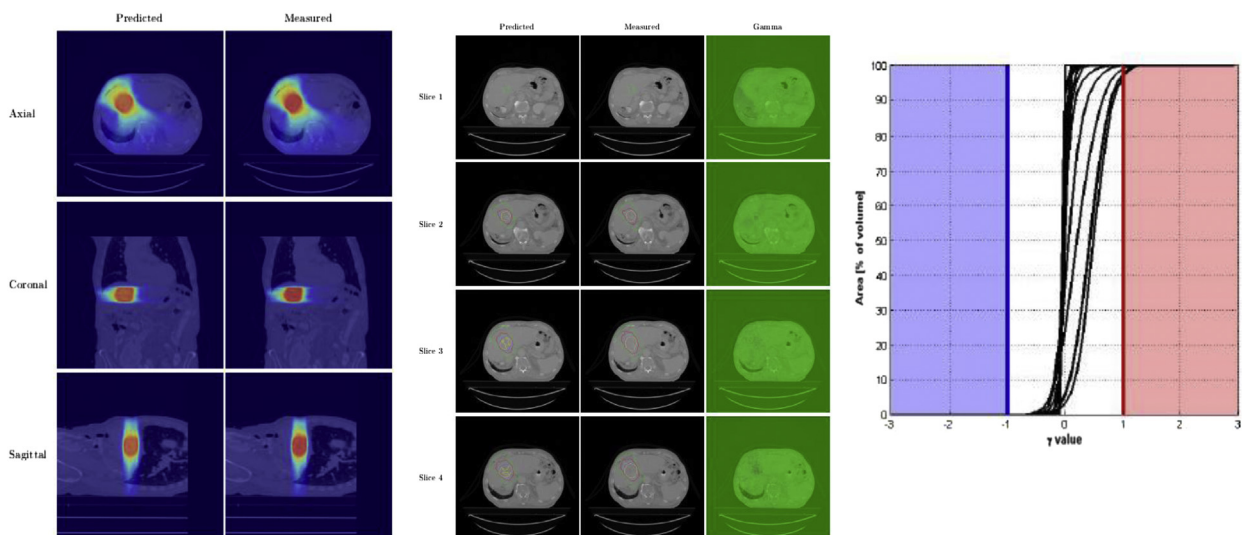 Predicted Measured
Axial
Coronal
Sagittal
Predicted Measured Gamma
Slice 1
Slice 2
Slice 3
Slice 4
Area [% of volume]
100
90
80
70
60
50
40
30
20
10
0
-3 -2 -1 0 1 2 3
γ value